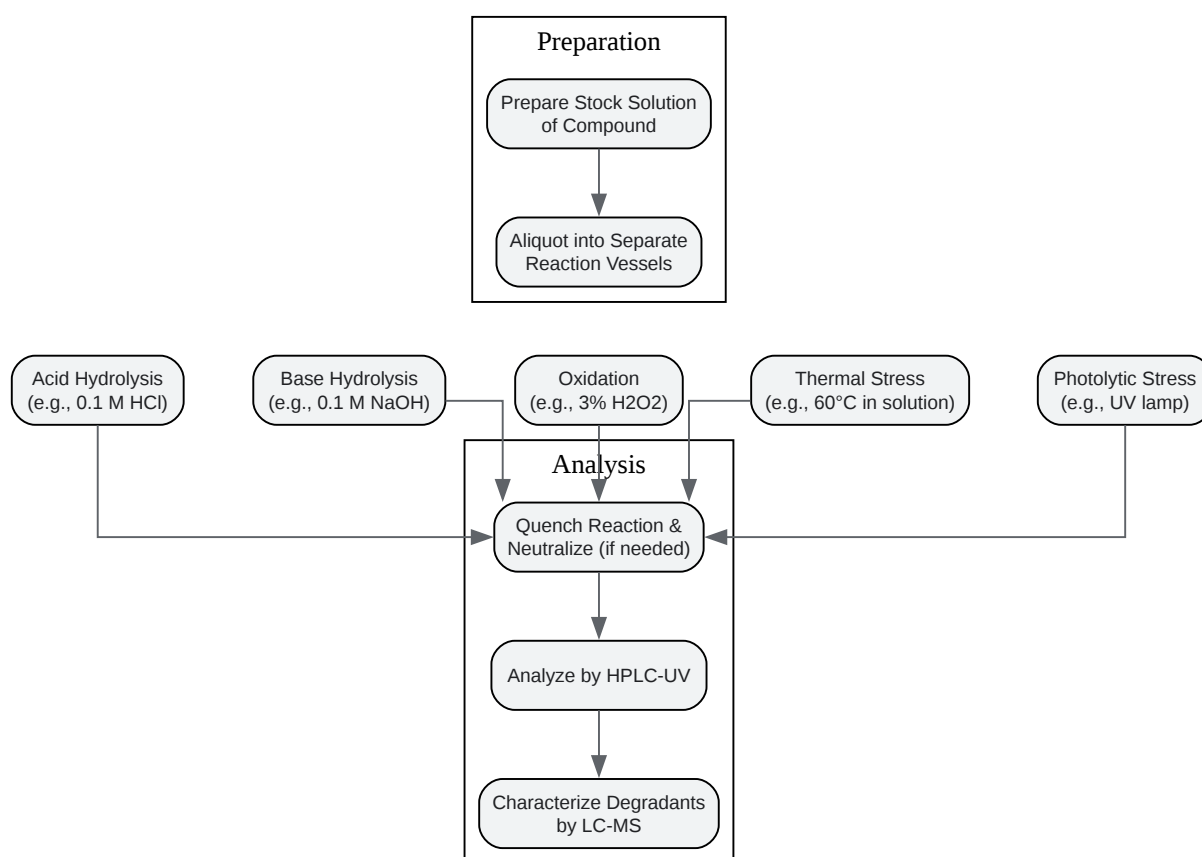 Preparation
Prepare Stock Solution
of Compound
Aliquot into Separate
Reaction Vessels
Acid Hydrolysis
(e.g., 0.1 M HCl)
Base Hydrolysis
(e.g., 0.1 M NaOH)
Oxidation
(e.g., 3% H2O2)
Thermal Stress
(e.g., 60°C in solution)
Photolytic Stress
(e.g., UV lamp)
Analysis
Quench Reaction &
Neutralize (if needed)
Analyze by HPLC-UV
Characterize Degradants
by LC-MS